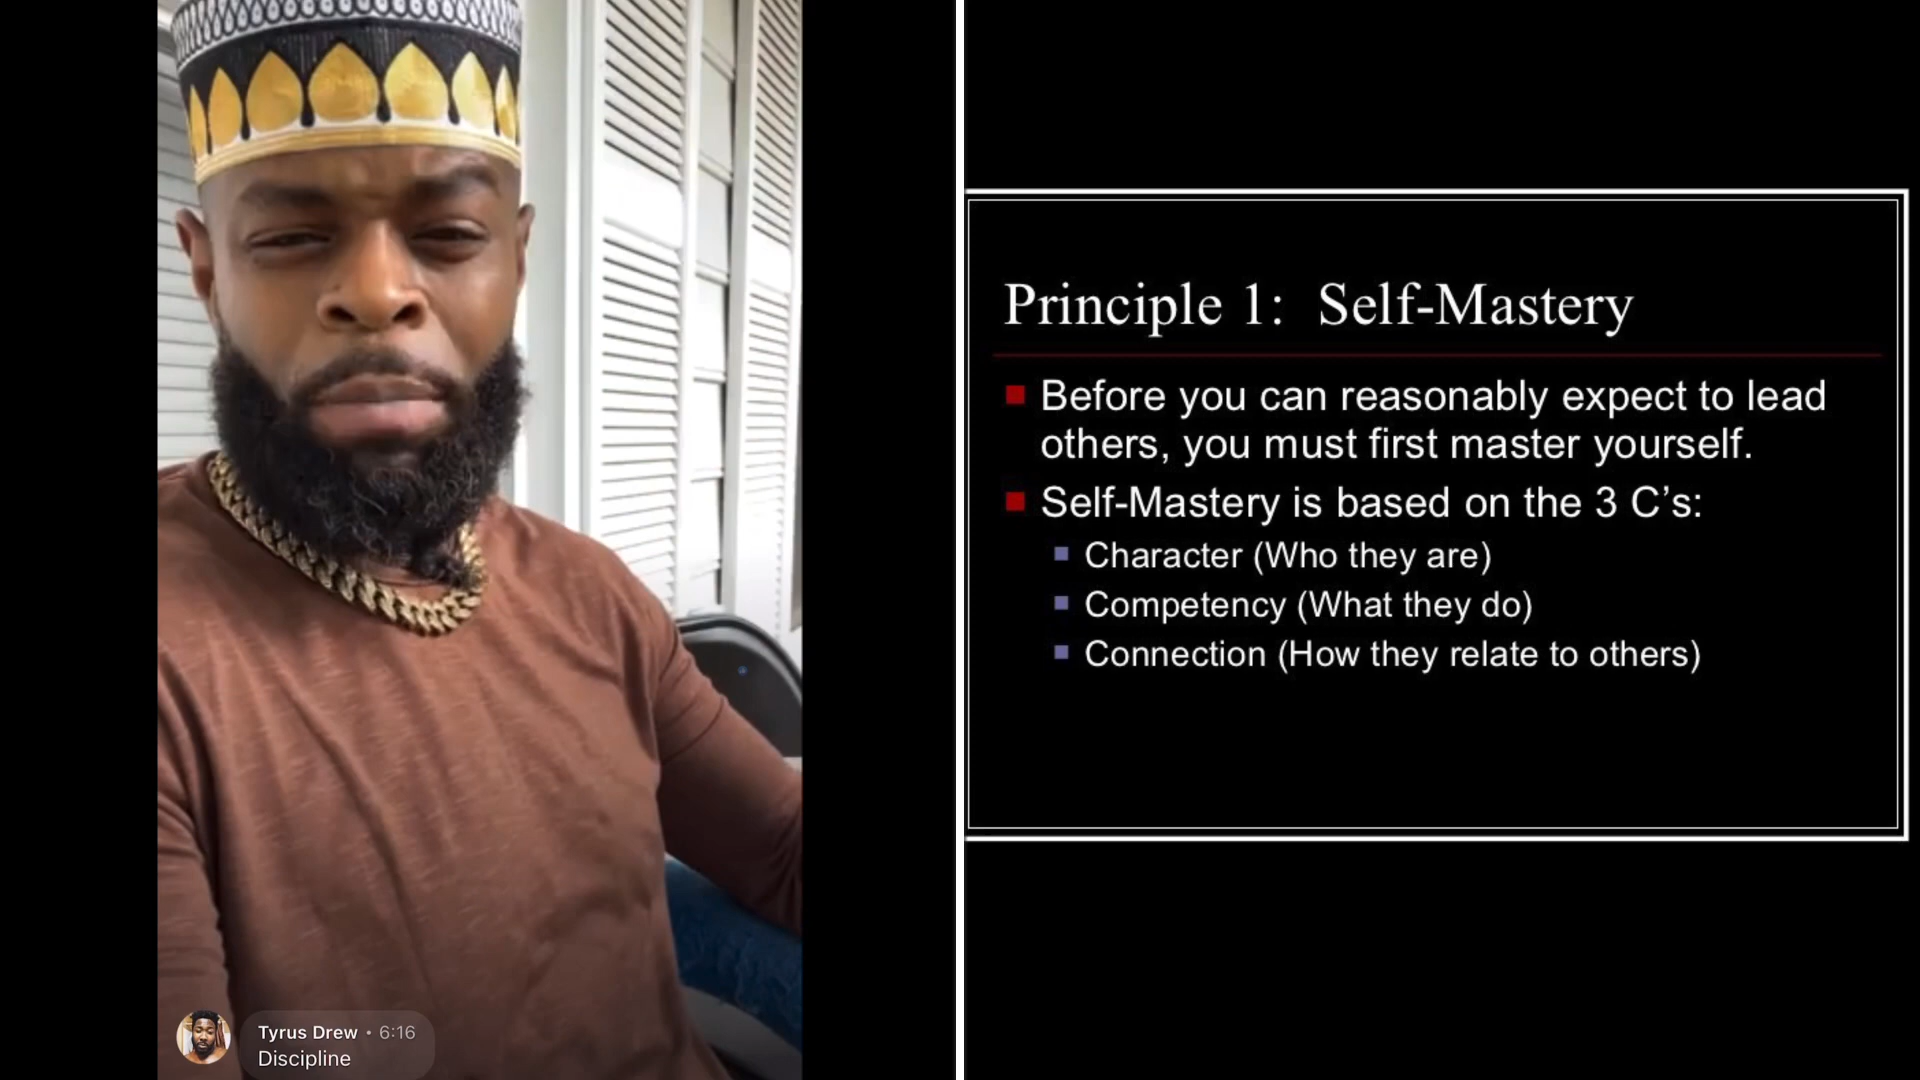 Tyrus Drew • 6:16
Discipline
Principle 1: Self-Mastery
Before you can reasonably expect to lead
others, you must first master yourself.
Self-Mastery is based on the 3 C’s:
Character (Who they are)
Competency (What they do)
Connection (How they relate to others)